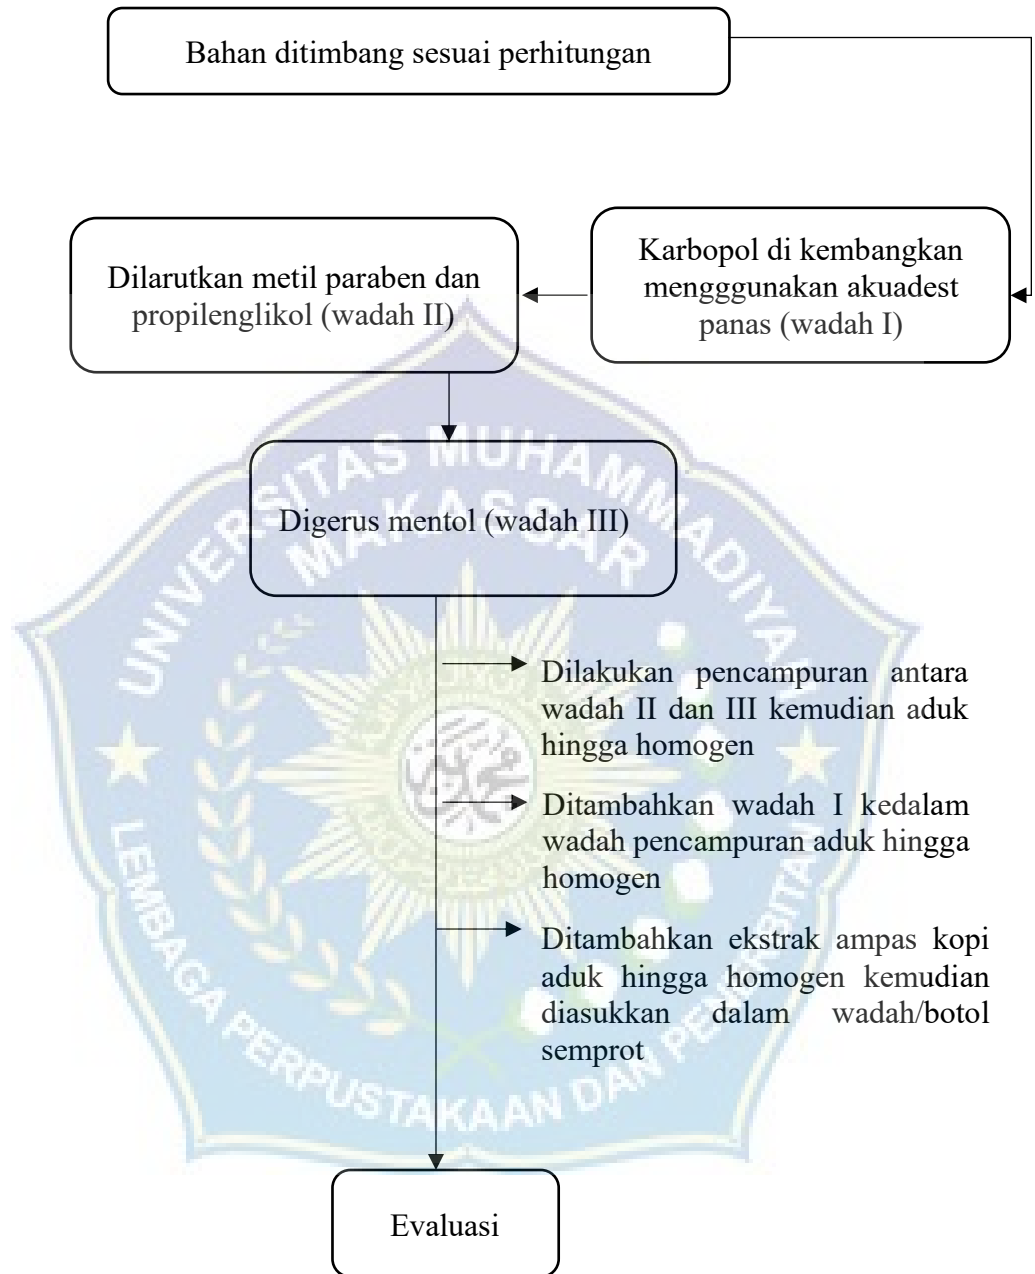 Bahan ditimbang sesuai perhitungan
Karbopol di kembangkan
mengggunakan akuadest
panas (wadah I)
Dilarutkan metil paraben dan
propilenglikol (wadah II)
Digerus mentol (wadah III)
Dilakukan pencampuran antara
wadah II dan III kemudian aduk
hingga homogen
Ditambahkan wadah I kedalam
wadah pencampuran aduk hingga
homogen
Ditambahkan ekstrak ampas kopi
aduk hingga homogen kemudian
diasukkan dalam wadah/botol
semprot
Evaluasi
UNIVERSITAS MUHAMMADIYAH
MAKASSAR
LEMBAGA PERPUSTAKAAN DAN PENERBITAN